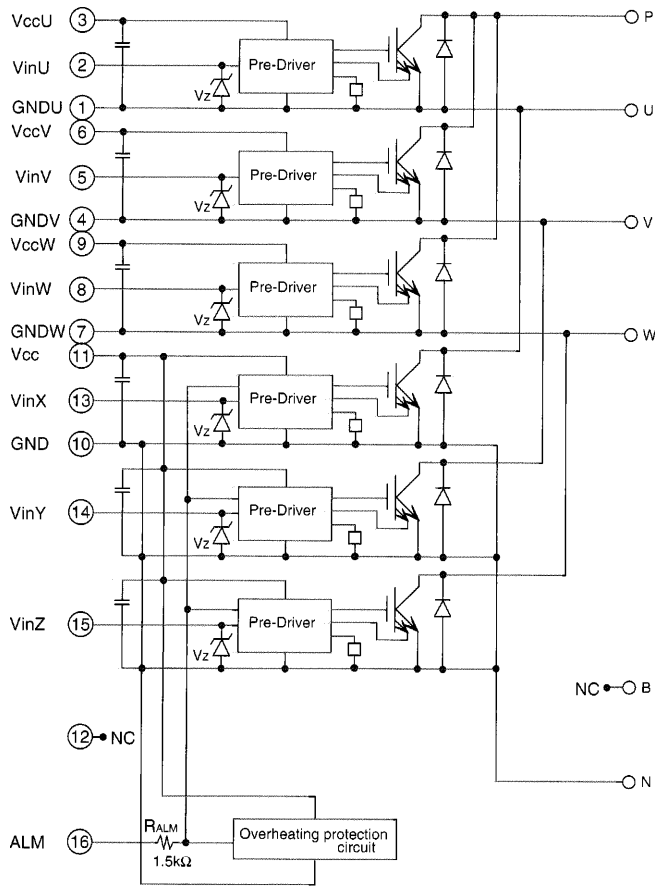 VccU 3 P
VinU 2 Pre-Driver
Vz
GNDU 1 U
VccV 6
VinV 5 Pre-Driver
Vz
GNDV 4 V
VccW 9
VinW 8 Pre-Driver
Vz
GNDW 7 W
Vcc 11
VinX 13 Pre-Driver
Vz
GND 10
VinY 14 Pre-Driver
Vz
VinZ 15 Pre-Driver
Vz
NC B
12 NC
N
RALM
ALM 16 Overheating protection
1.5kΩ circuit